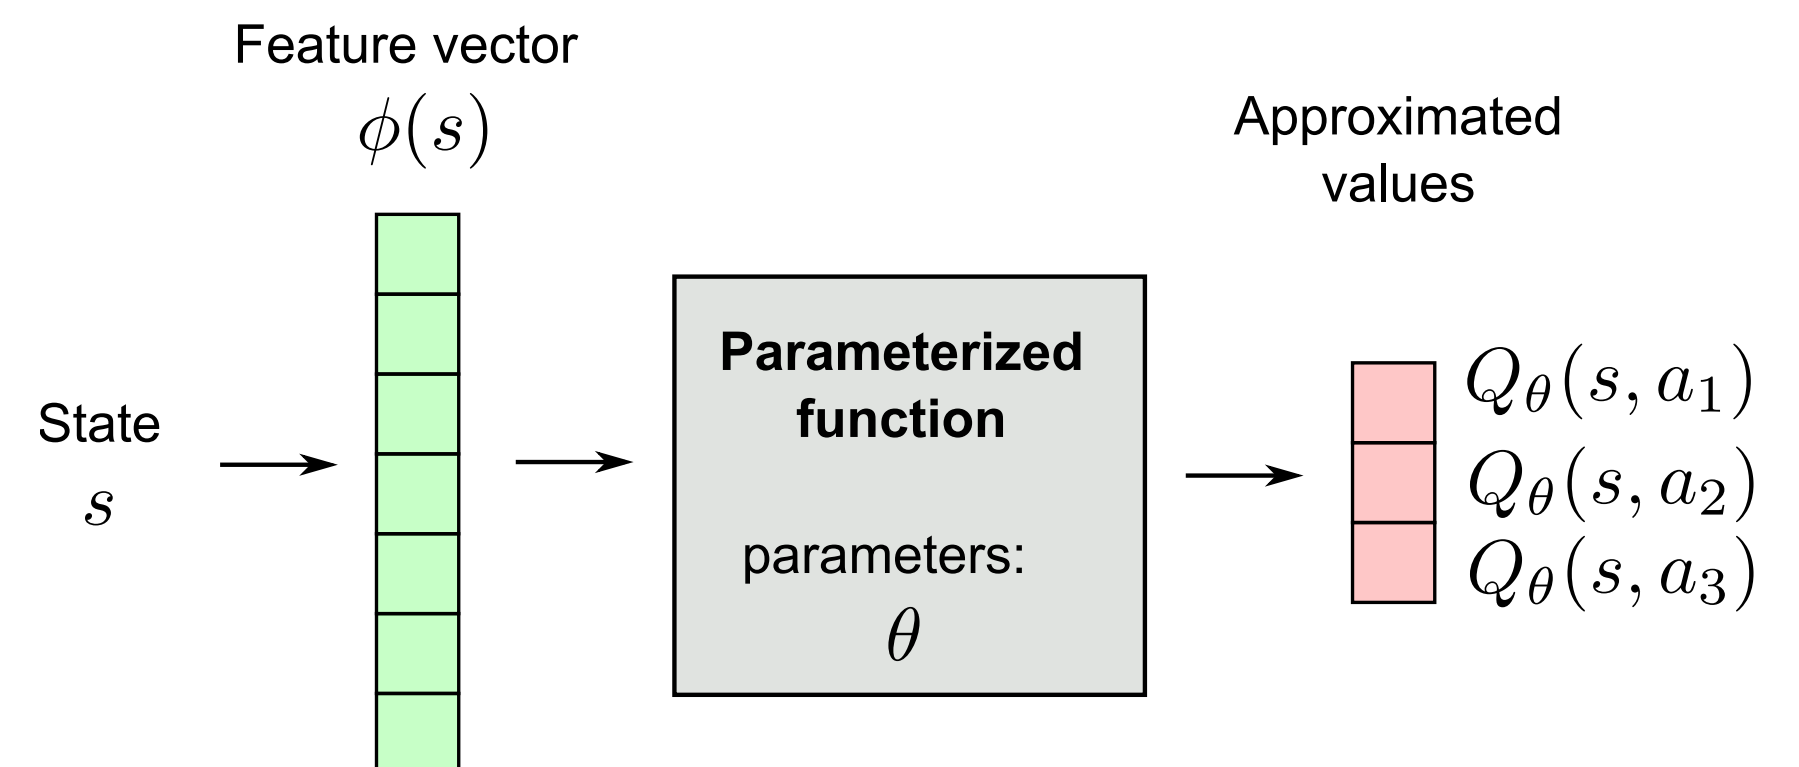 Feature vector
ϕ(s)
Approximated
values
State
s
Parameterized
function
parameters:
θ
Qθ(s, a1)
Qθ(s, a2)
Qθ(s, a3)